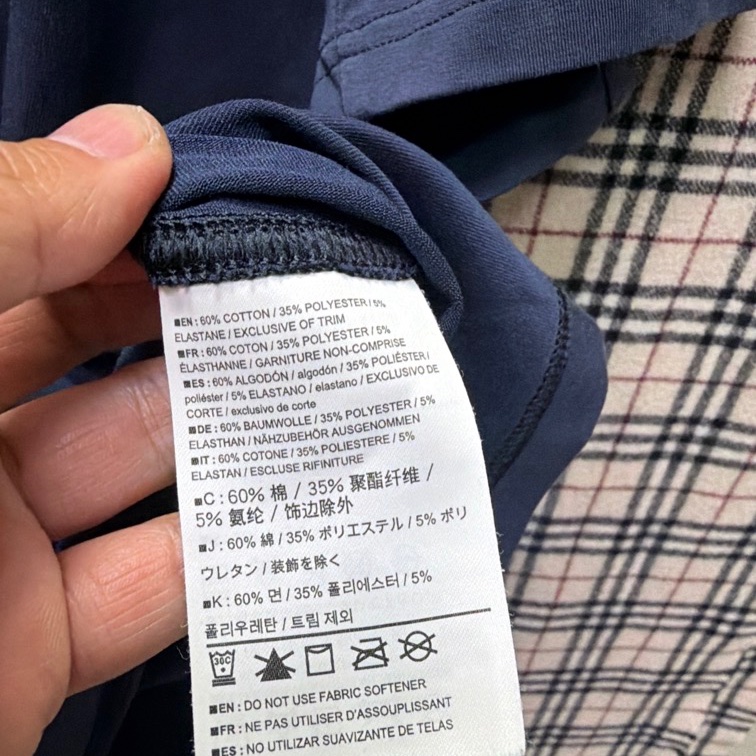 ■EN : 60% COTTON / 35% POLYESTER / 5%
ELASTANE / EXCLUSIVE OF TRIM
■FR : 60% COTON / 35% POLYESTER / 5%
ÉLASTHANNE / GARNITURE NON-COMPRISE
■ES : 60% ALGODÓN / algodón / 35% POLIÉSTER /
poliéster / 5% ELASTANO / elastano / EXCLUSIVO DE
CORTE / exclusivo de corte
■DE : 60% BAUMWOLLE / 35% POLYESTER / 5%
ELASTHAN / NÄHZUBEHÖR AUSGENOMMEN
■IT : 60% COTONE / 35% POLIESTERE / 5%
ELASTAN / ESCLUSE RIFINITURE
■C : 60% 棉 / 35% 聚酯纤维 /
5% 氨纶 / 饰边除外
■J : 60% 綿 / 35% ポリエステル / 5% ポリ
ウレタン / 装飾を除く
■K : 60% 면 / 35% 폴리에스터 / 5%
폴리우레탄 / 트림 제외
30C
■EN : DO NOT USE FABRIC SOFTENER
■FR : NE PAS UTILISER D'ASSOUPLISSANT
■ES : NO UTILIZAR SUAVIZANTE DE TELAS